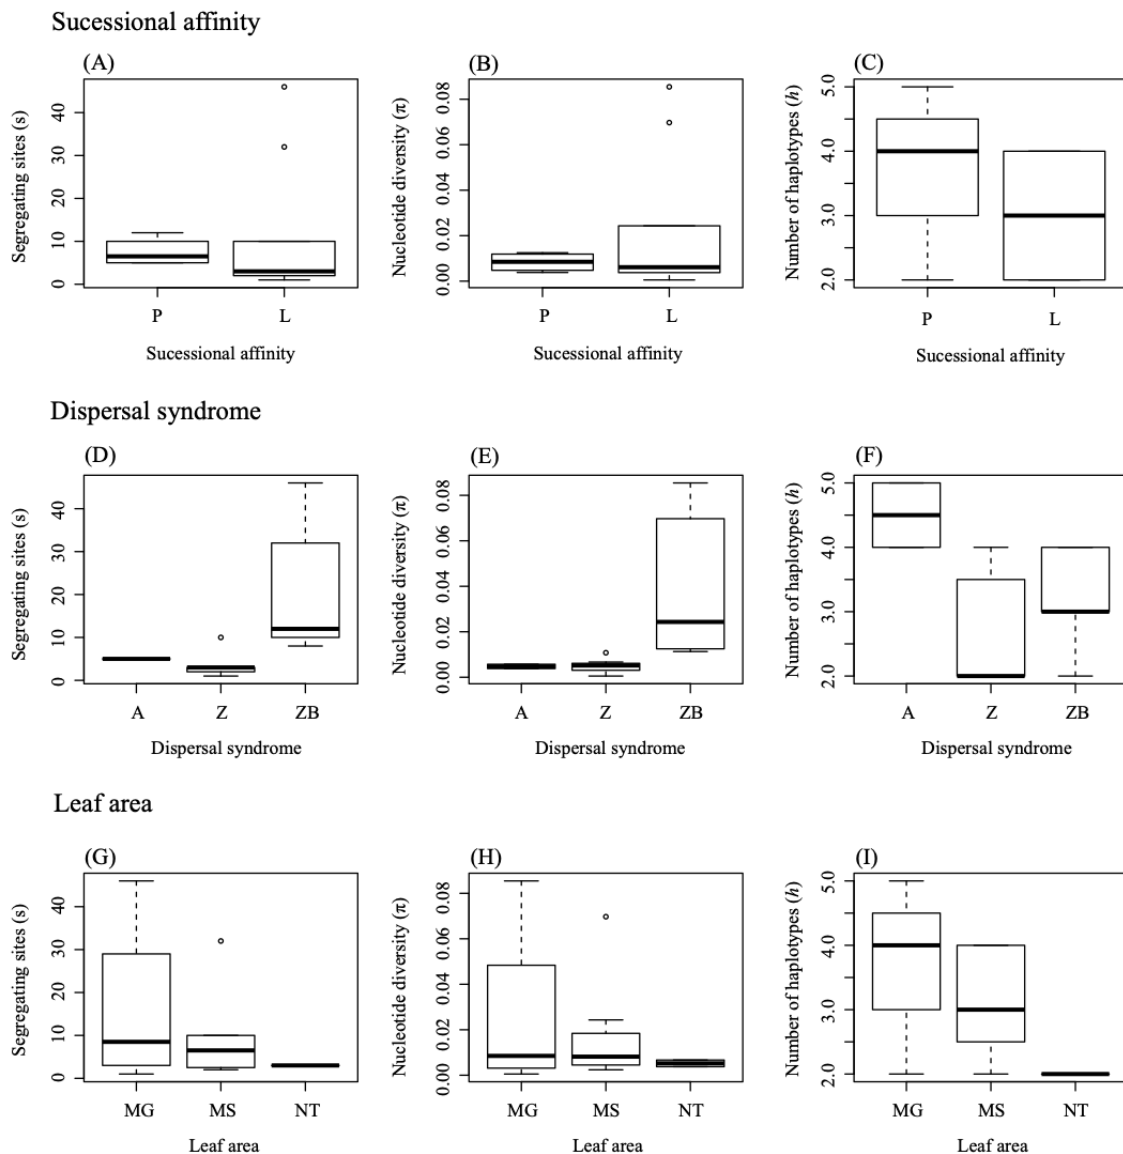 Sucessional affinity
(A)
Segregating sites (s)
0 10 20 30 40
P L
Sucessional affinity
(B)
Nucleotide diversity (π)
0.00 0.02 0.04 0.06 0.08
P L
Sucessional affinity
(C)
Number of haplotypes (h)
2.0 3.0 4.0 5.0
P L
Sucessional affinity
Dispersal syndrome
(D)
Segregating sites (s)
0 10 20 30 40
A Z ZB
Dispersal syndrome
(E)
Nucleotide diversity (π)
0.00 0.02 0.04 0.06 0.08
A Z ZB
Dispersal syndrome
(F)
Number of haplotypes (h)
2.0 3.0 4.0 5.0
A Z ZB
Dispersal syndrome
Leaf area
(G)
Segregating sites (s)
0 10 20 30 40
MG MS NT
Leaf area
(H)
Nucleotide diversity (π)
0.00 0.02 0.04 0.06 0.08
MG MS NT
Leaf area
(I)
Number of haplotypes (h)
2.0 3.0 4.0 5.0
MG MS NT
Leaf area